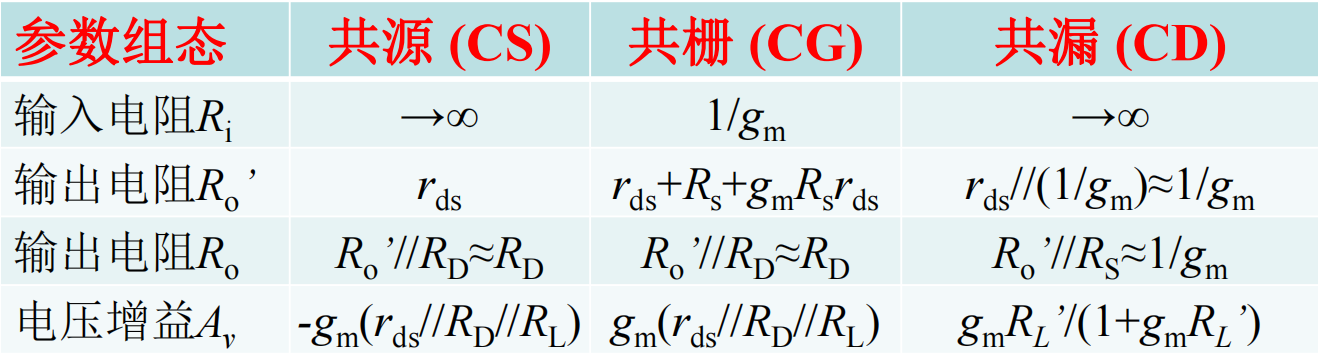 参数组态 共源 (CS) 共栅 (CG) 共漏 (CD)
输入电阻Ri →∞ 1/gm →∞
输出电阻Ro’ rds rds+Rs+gmRsrds rds//(1/gm)≈1/gm
输出电阻Ro Ro’//RD≈RD Ro’//RD≈RD Ro’//RS≈1/gm
电压增益Av -gm(rds//RD//RL) gm(rds//RD//RL) gmRL’/(1+gmRL’)